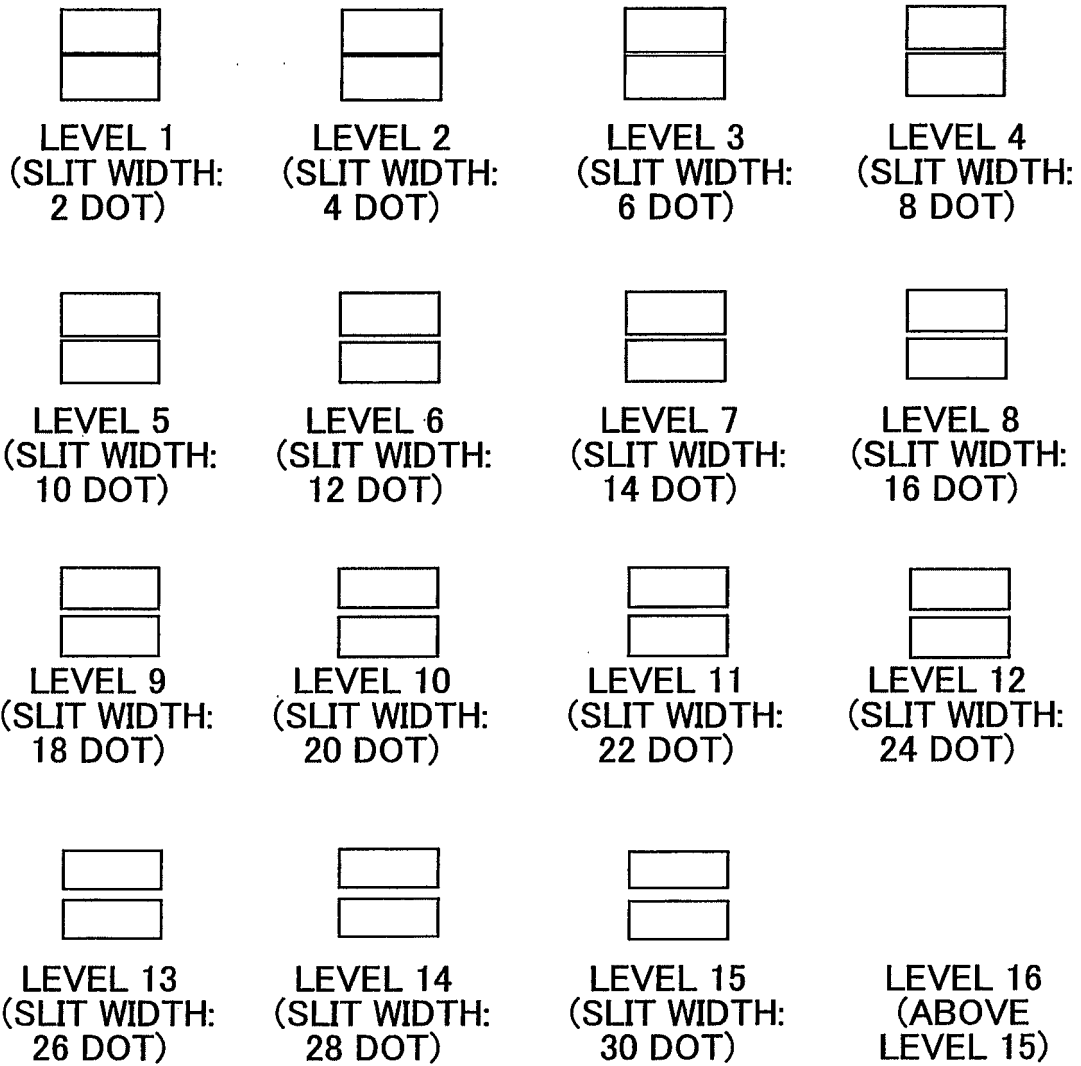 LEVEL 1
(SLIT WIDTH:
2 DOT)
LEVEL 2
(SLIT WIDTH:
4 DOT)
LEVEL 3
(SLIT WIDTH:
6 DOT)
LEVEL 4
(SLIT WIDTH:
8 DOT)
LEVEL 5
(SLIT WIDTH:
10 DOT)
LEVEL 6
(SLIT WIDTH:
12 DOT)
LEVEL 7
(SLIT WIDTH:
14 DOT)
LEVEL 8
(SLIT WIDTH:
16 DOT)
LEVEL 9
(SLIT WIDTH:
18 DOT)
LEVEL 10
(SLIT WIDTH:
20 DOT)
LEVEL 11
(SLIT WIDTH:
22 DOT)
LEVEL 12
(SLIT WIDTH:
24 DOT)
LEVEL 13
(SLIT WIDTH:
26 DOT)
LEVEL 14
(SLIT WIDTH:
28 DOT)
LEVEL 15
(SLIT WIDTH:
30 DOT)
LEVEL 16
(ABOVE
LEVEL 15)